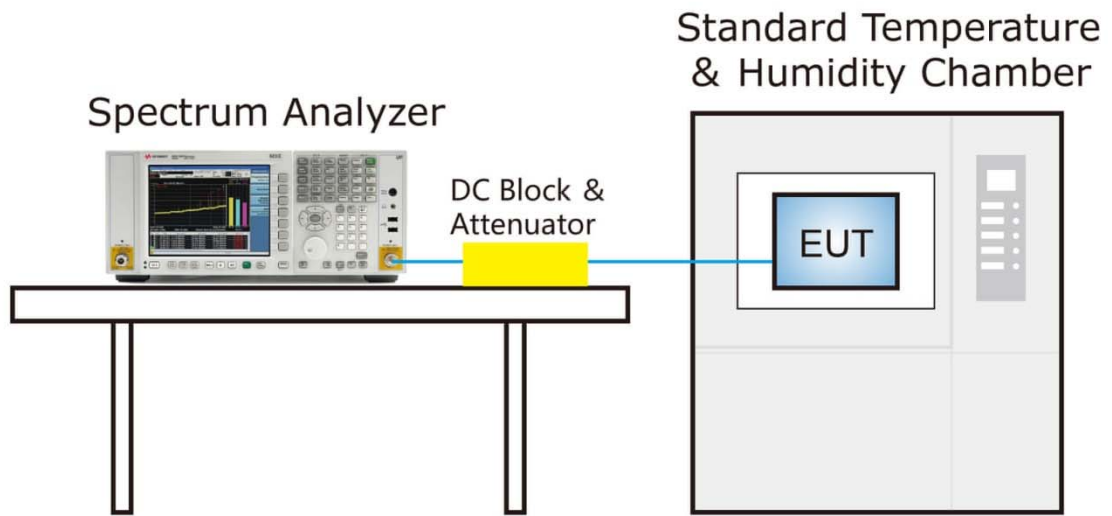 Standard Temperature
& Humidity Chamber
Spectrum Analyzer
DC Block &
Attenuator
EUT